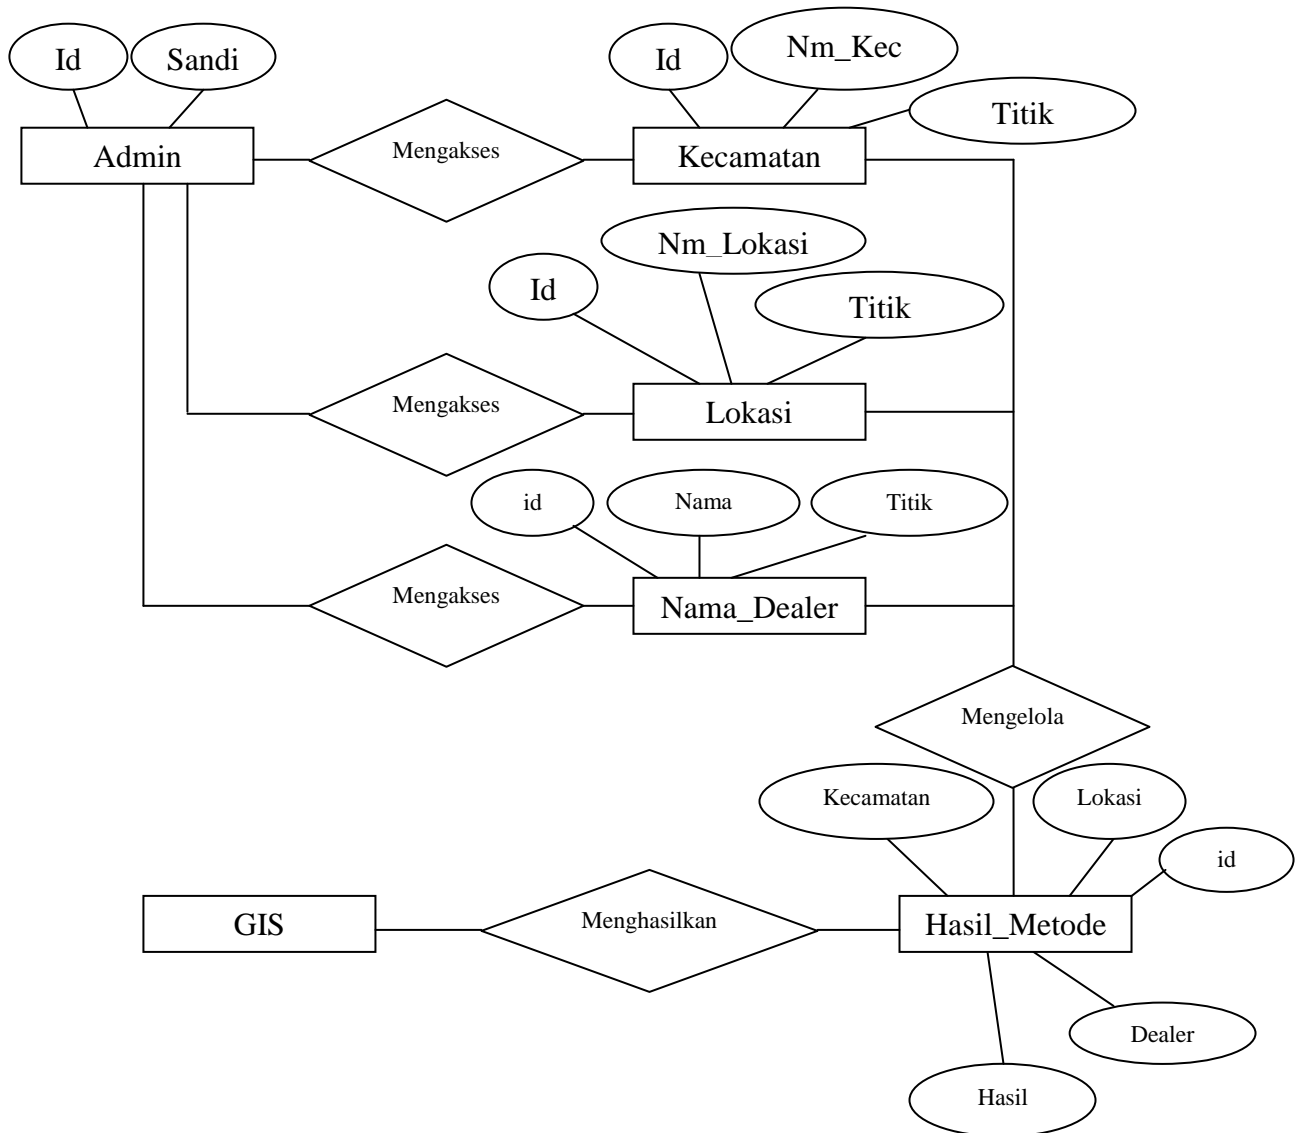 Id
Sandi
Id
Nm_Kec
Titik
Admin
Mengakses
Kecamatan
Nm_Lokasi
Id
Titik
Mengakses
Lokasi
id
Nama
Titik
Mengakses
Nama_Dealer
Mengelola
Kecamatan
Lokasi
id
GIS
Menghasilkan
Hasil_Metode
Dealer
Hasil